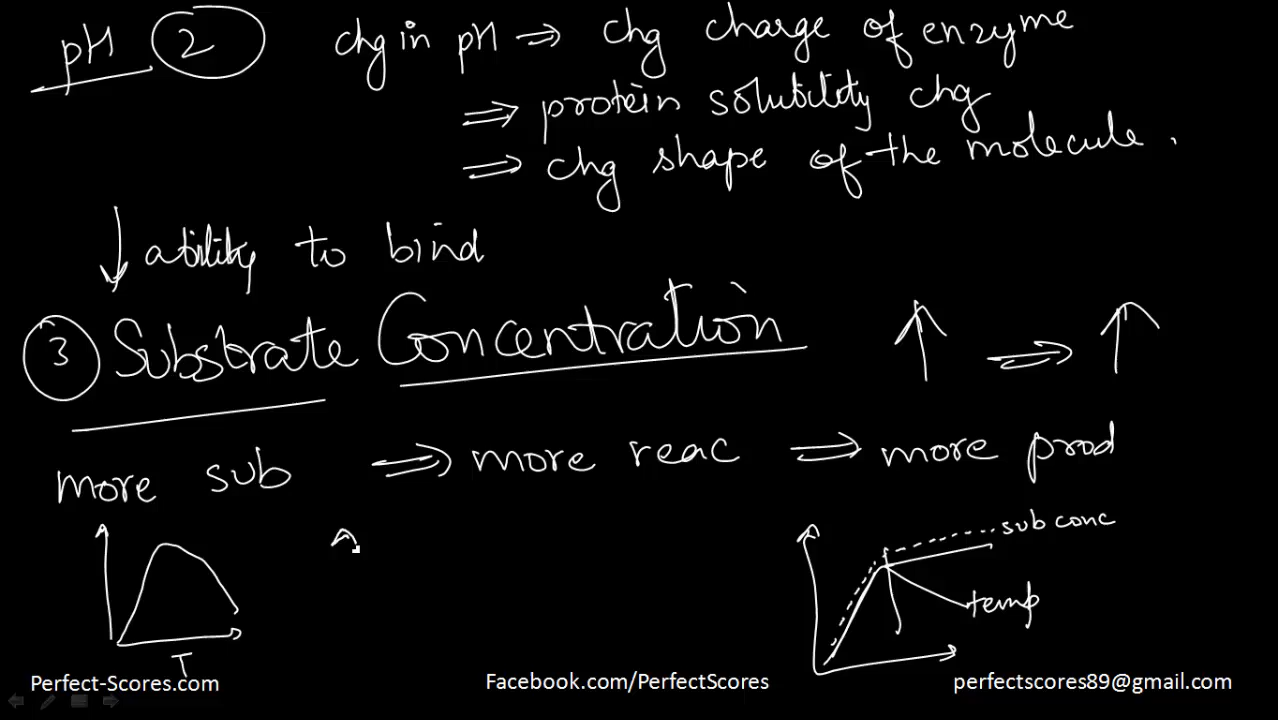 pH 2 chg in pH ⇒ chg charge of enzyme
⇒ protein solubility chg
⇒ chg shape of the molecule.
↓ ability to bind
3 Substrate Concentration ↑ ⇒ ↑
more sub ⇒ more reac ⇒ more prod
sub conc
temp
T
Perfect-Scores.com
Facebook.com/PerfectScores
perfectscores89@gmail.com